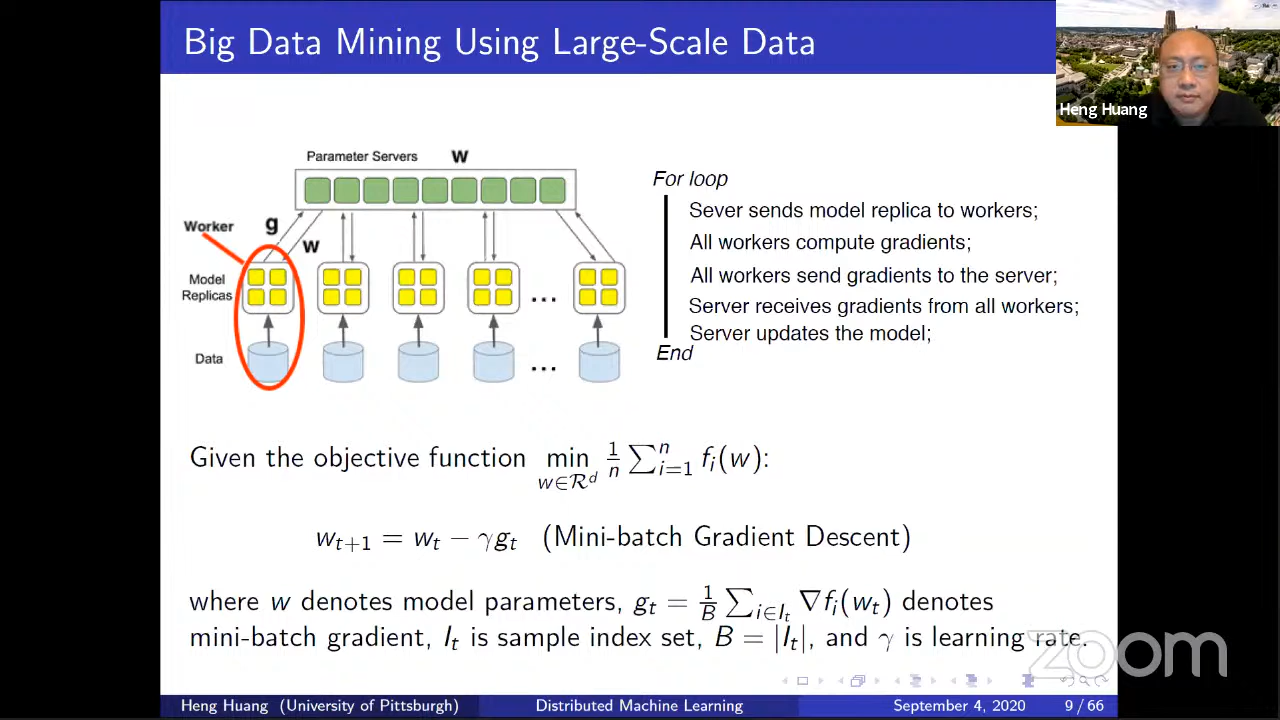 Big Data Mining Using Large-Scale Data
Heng Huang
Parameter Servers W
g
Worker
W
Model
Replicas
...
Data
...
For loop
Sever sends model replica to workers;
All workers compute gradients;
All workers send gradients to the server;
Server receives gradients from all workers;
Server updates the model;
End
Given the objective function min_{w∈ℛ^d} 1/n ∑_{i=1}^n f_i(w):
w_{t+1} = w_t − γg_t (Mini-batch Gradient Descent)
where w denotes model parameters, g_t = 1/B ∑_{i∈I_t} ∇f_i(w_t) denotes
mini-batch gradient, I_t is sample index set, B = |I_t|, and γ is learning rate.
zoom
Heng Huang (University of Pittsburgh) Distributed Machine Learning September 4, 2020 9 / 66